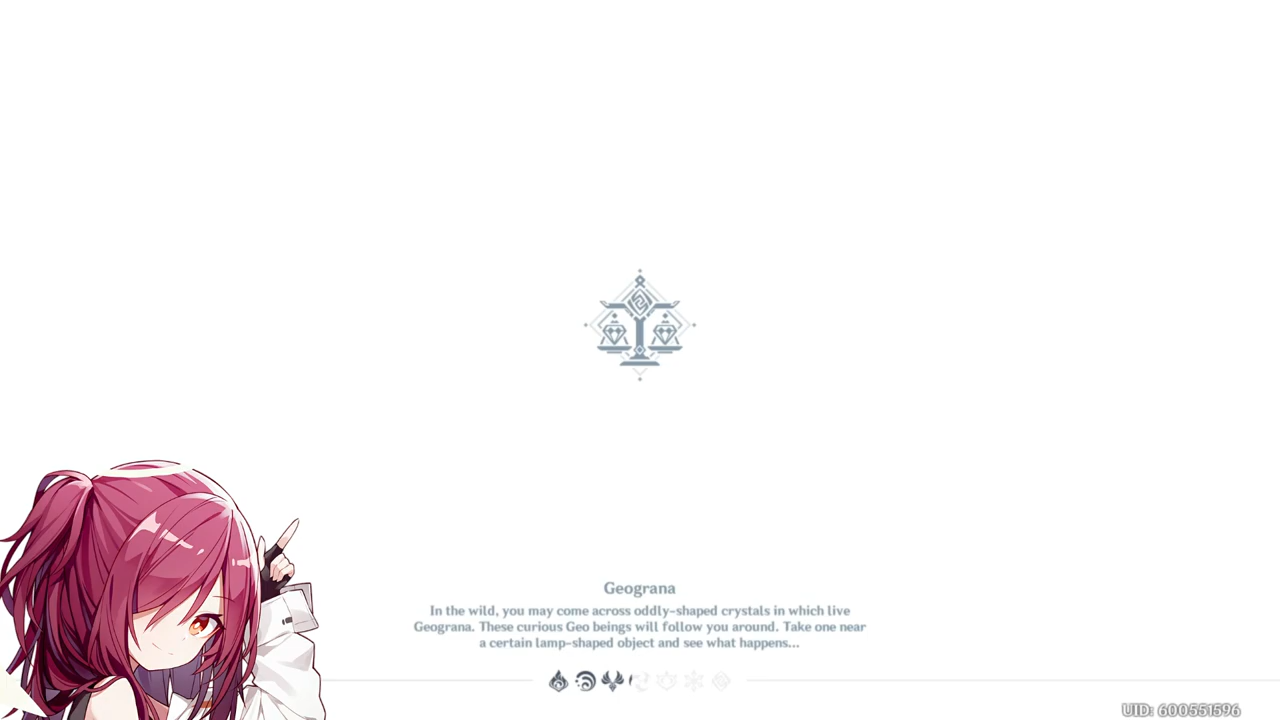 Geograna
In the wild, you may come across oddly-shaped crystals in which live
Geograna. These curious Geo beings will follow you around. Take one near
a certain lamp-shaped object and see what happens...
UID: 600551596